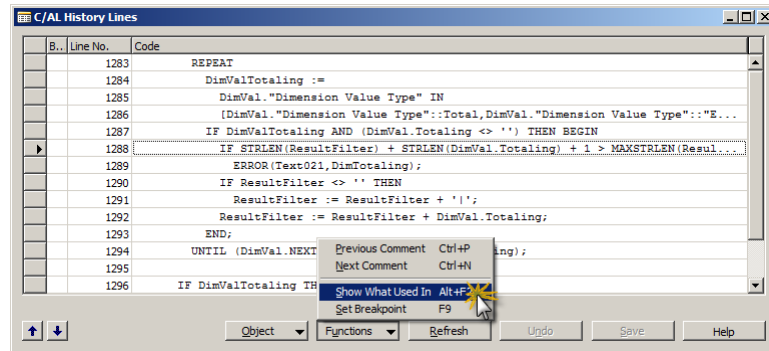 C/AL History Lines
B.. Line No. Code
1283 REPEAT
1284 DimValTotaling :=
1285 DimVal."Dimension Value Type" IN
1286 [DimVal."Dimension Value Type"::Total,DimVal."Dimension Value Type"::"E...
1287 IF DimValTotaling AND (DimVal.Totaling <> '') THEN BEGIN
1288 IF STRLEN(ResultFilter) + STRLEN(DimVal.Totaling) + 1 > MAXSTRLEN(Resul...
1289 ERROR(Text021,DimTotaling);
1290 IF ResultFilter <> '' THEN
1291 ResultFilter := ResultFilter + '|';
1292 ResultFilter := ResultFilter + DimVal.Totaling;
1293 END;
1294 UNTIL (DimVal.NEXT ing);
1295
1296 IF DimValTotaling TH
Previous Comment Ctrl+P
Next Comment Ctrl+N
Show What Used In Alt+F2
Set Breakpoint F9
Object Functions Refresh Undo Save Help